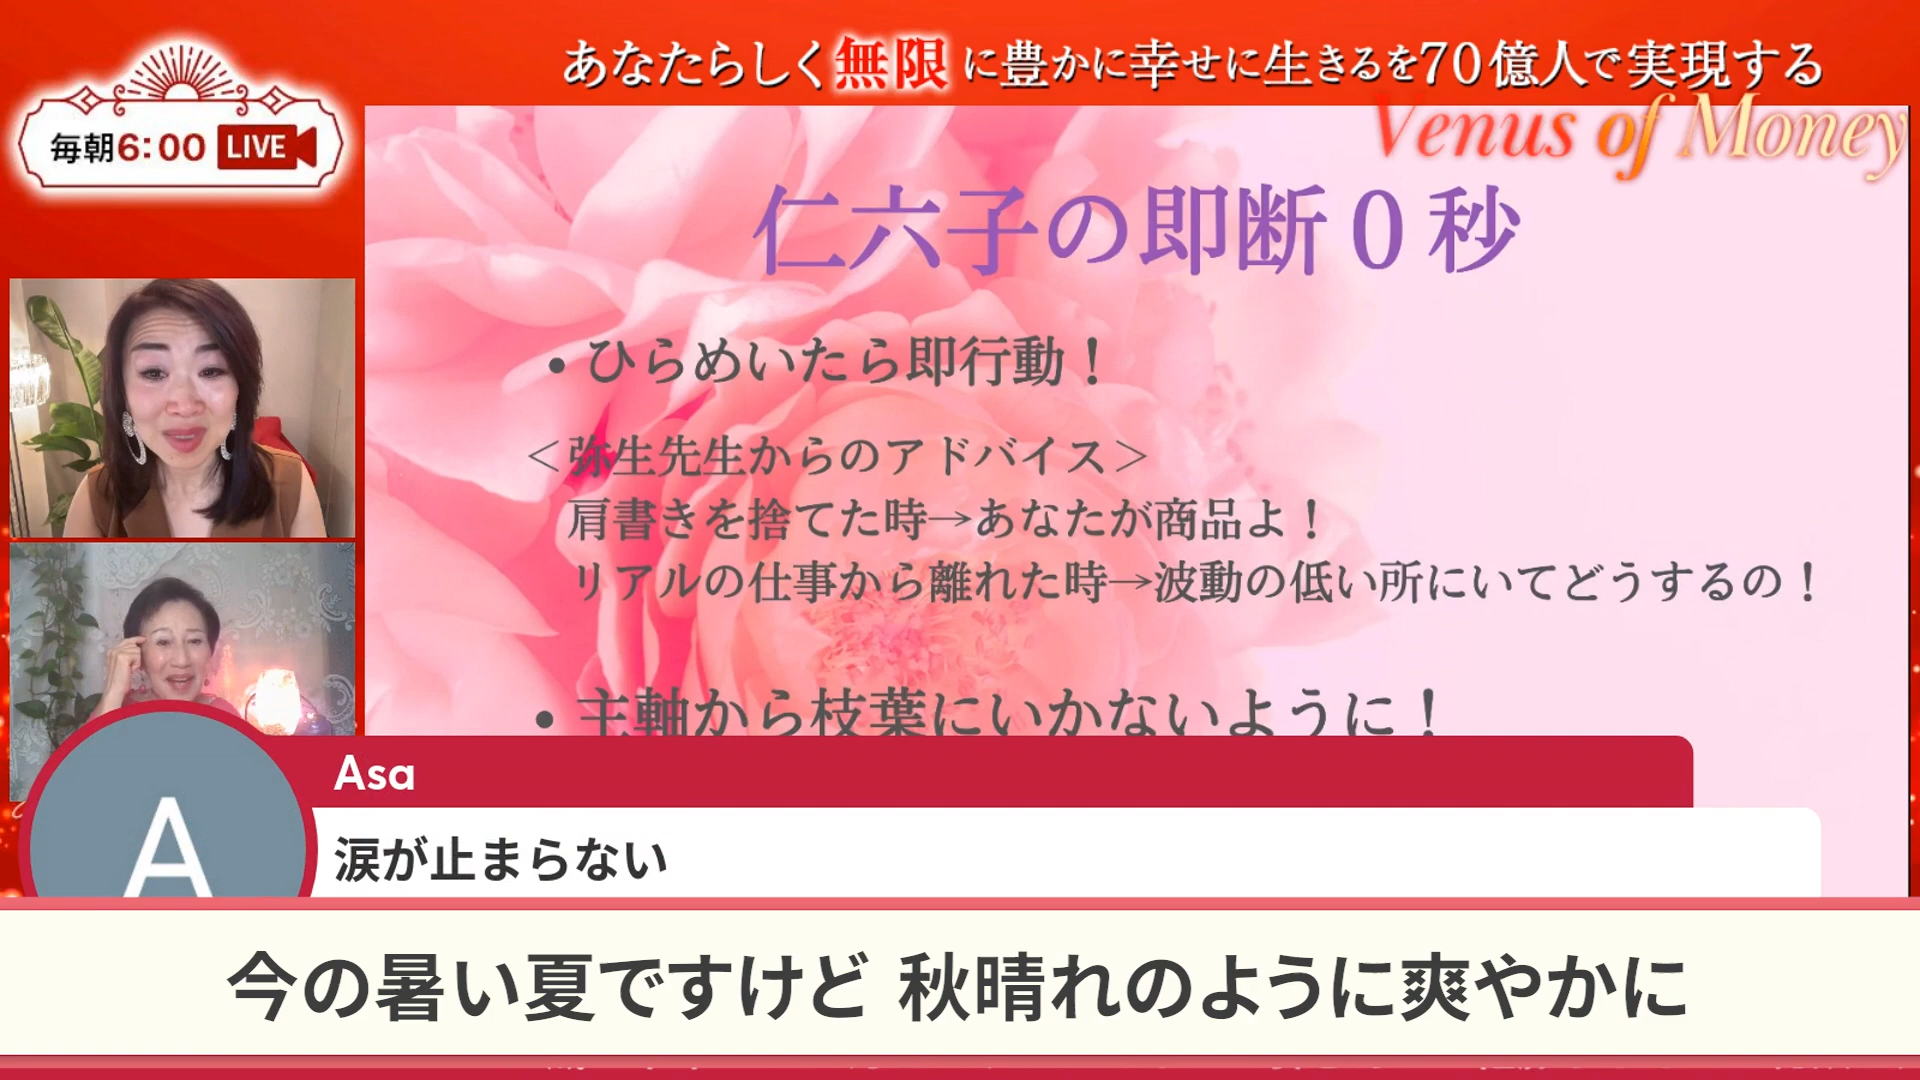 あなたらしく無限に豊かに幸せに生きるを70億人で実現する
毎朝6:00 LIVE
Venus of Money
仁六子の即断0秒
・ひらめいたら即行動！
＜弥生先生からのアドバイス＞
肩書きを捨てた時→あなたが商品よ！
リアルの仕事から離れた時→波動の低い所にいてどうするの！
・主軸から枝葉にいかないように！
Asa
A
涙が止まらない
今の暑い夏ですけど 秋晴れのように爽やかに